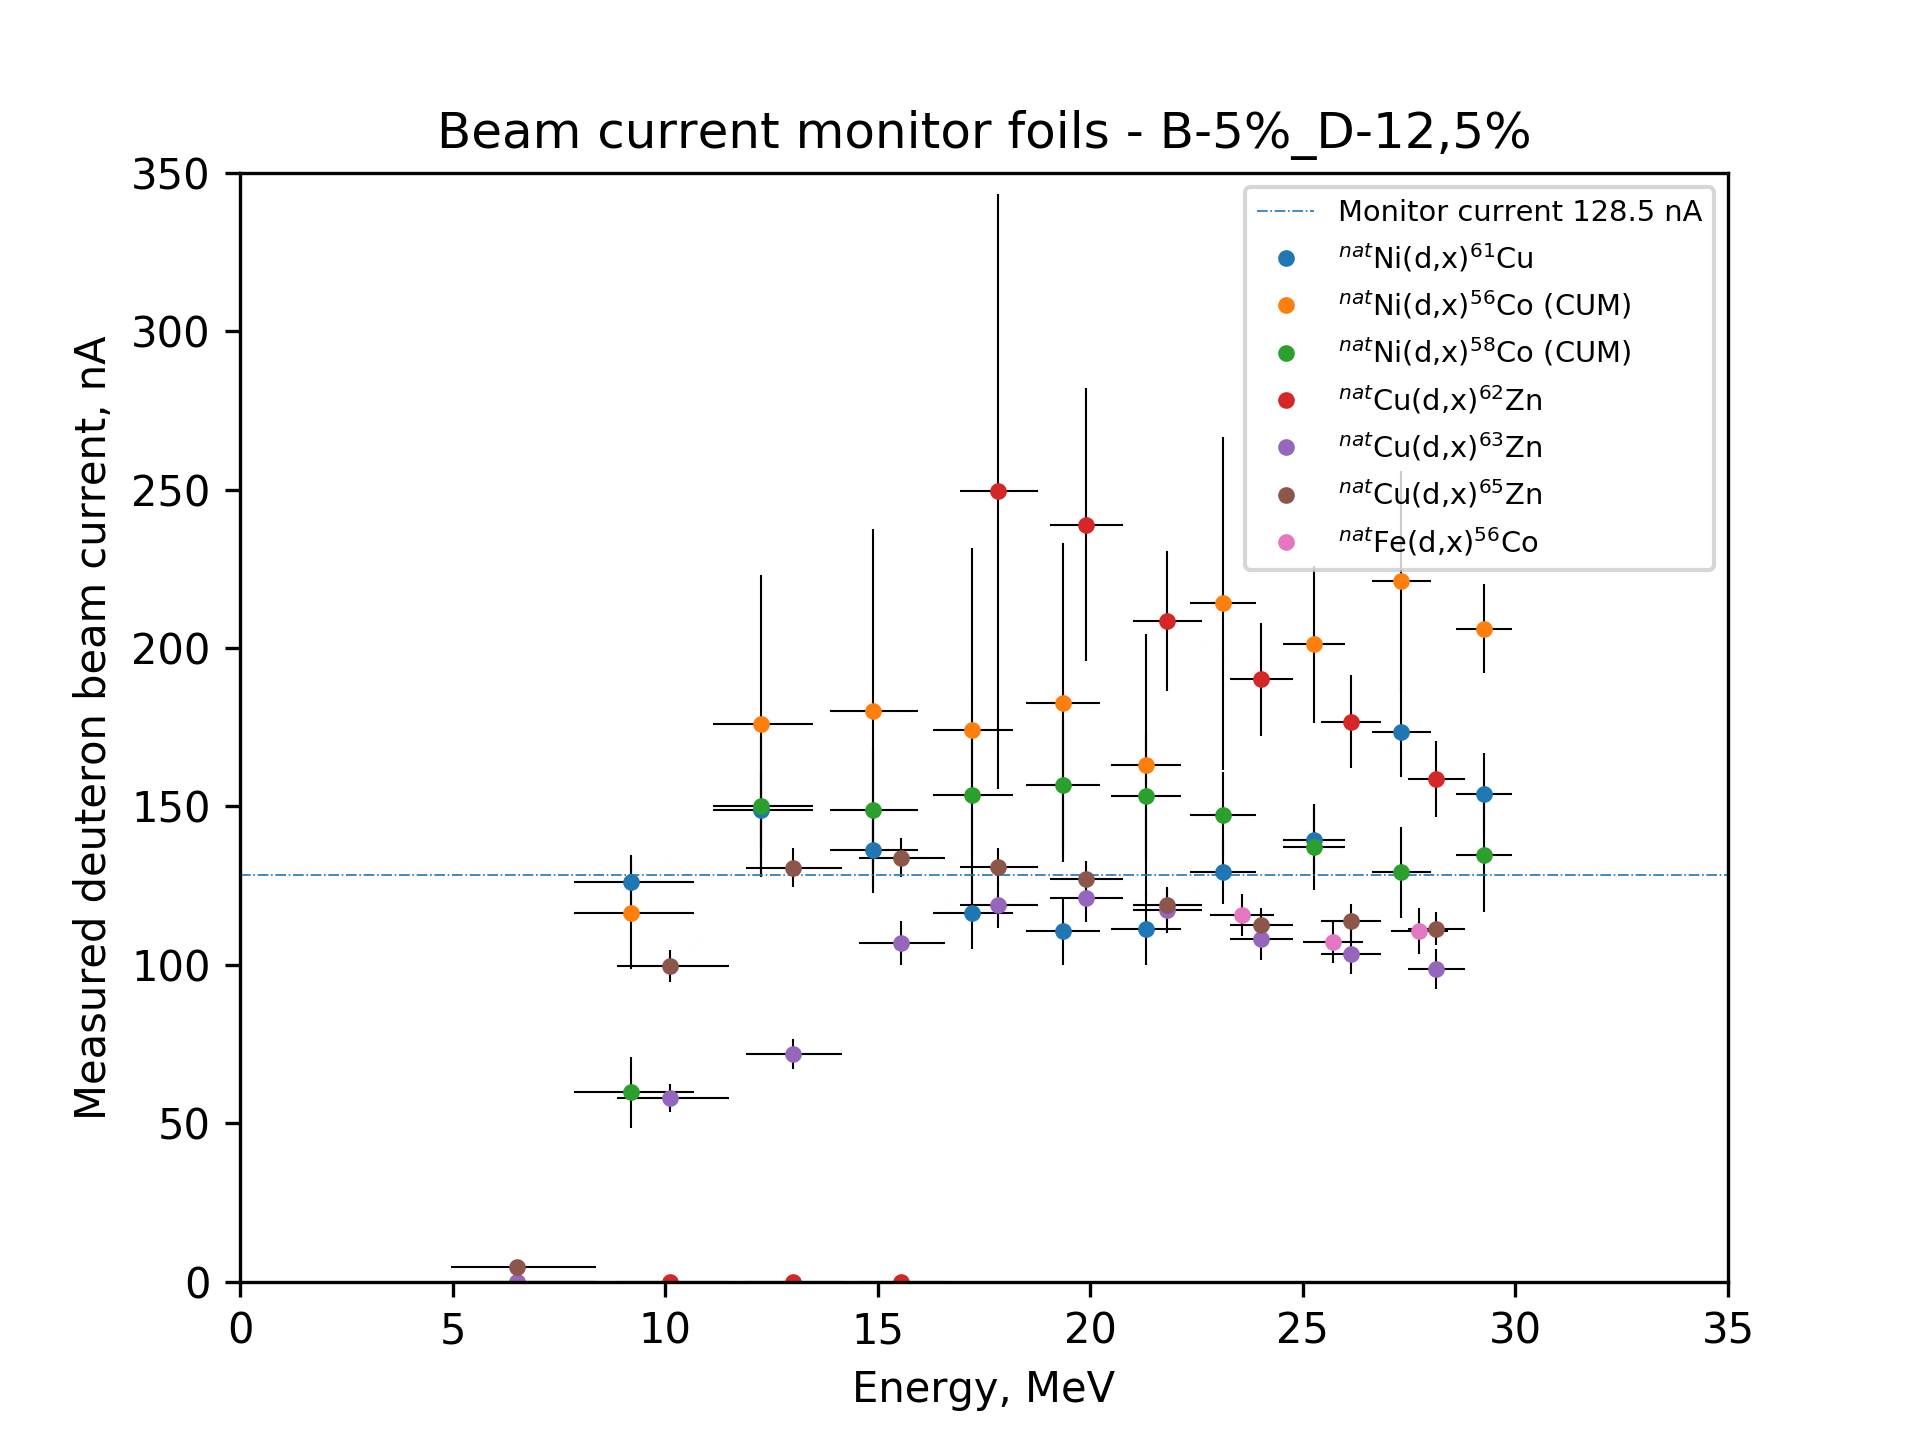 Beam current monitor foils - B-5%_D-12,5%
Measured deuteron beam current, nA
350
300
250
200
150
100
50
0
Monitor current 128.5 nA
natNi(d,x)61Cu
natNi(d,x)56Co (CUM)
natNi(d,x)58Co (CUM)
natCu(d,x)62Zn
natCu(d,x)63Zn
natCu(d,x)65Zn
natFe(d,x)56Co
0 5 10 15 20 25 30 35
Energy, MeV